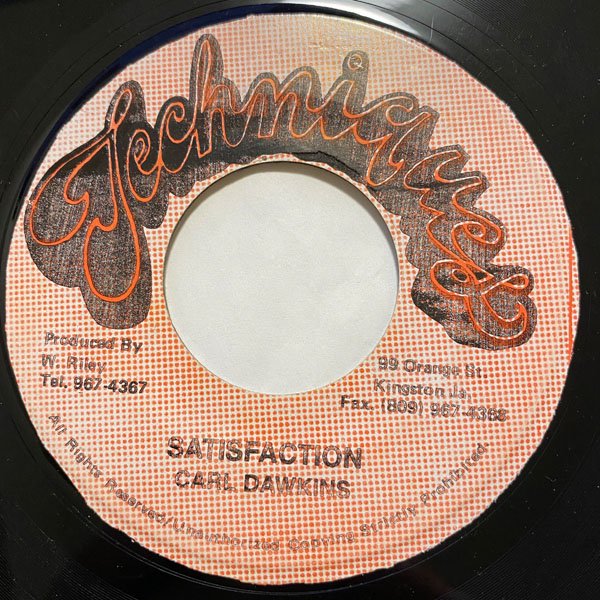 Techniques
Produced By
W. Riley
Tel. 967-4367
99 Orange St.
Kingston Ja.
Fax. (809) 967-4368
SATISFACTION
CARL DAWKINS
All Rights Reserved/Unauthorized Copying Strictly Prohibited.